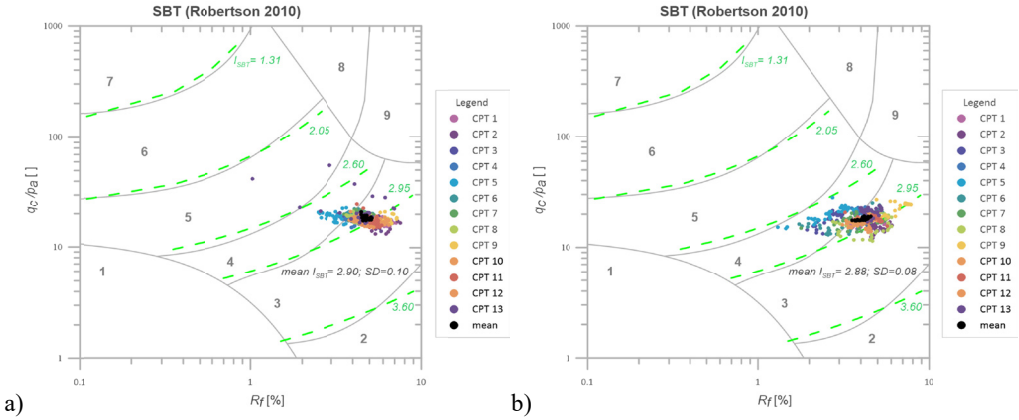 SBT (Robertson 2010)
1000
100
10
1
qc /pa [ ]
0.1
1
10
Rf [%]
7
8
9
6
5
4
1
3
2
ISBT= 1.31
2.05
2.60
2.95
3.60
mean ISBT= 2.90; SD=0.10
Legend
CPT 1
CPT 2
CPT 3
CPT 4
CPT 5
CPT 6
CPT 7
CPT 8
CPT 9
CPT 10
CPT 11
CPT 12
CPT 13
mean
a)
SBT (Robertson 2010)
1000
100
10
1
qc /pa [ ]
0.1
1
10
Rf [%]
7
8
9
6
5
4
1
3
2
ISBT= 1.31
2.05
2.60
2.95
3.60
mean ISBT= 2.88; SD=0.08
Legend
CPT 1
CPT 2
CPT 3
CPT 4
CPT 5
CPT 6
CPT 7
CPT 8
CPT 9
CPT 10
CPT 11
CPT 12
CPT 13
mean
b)